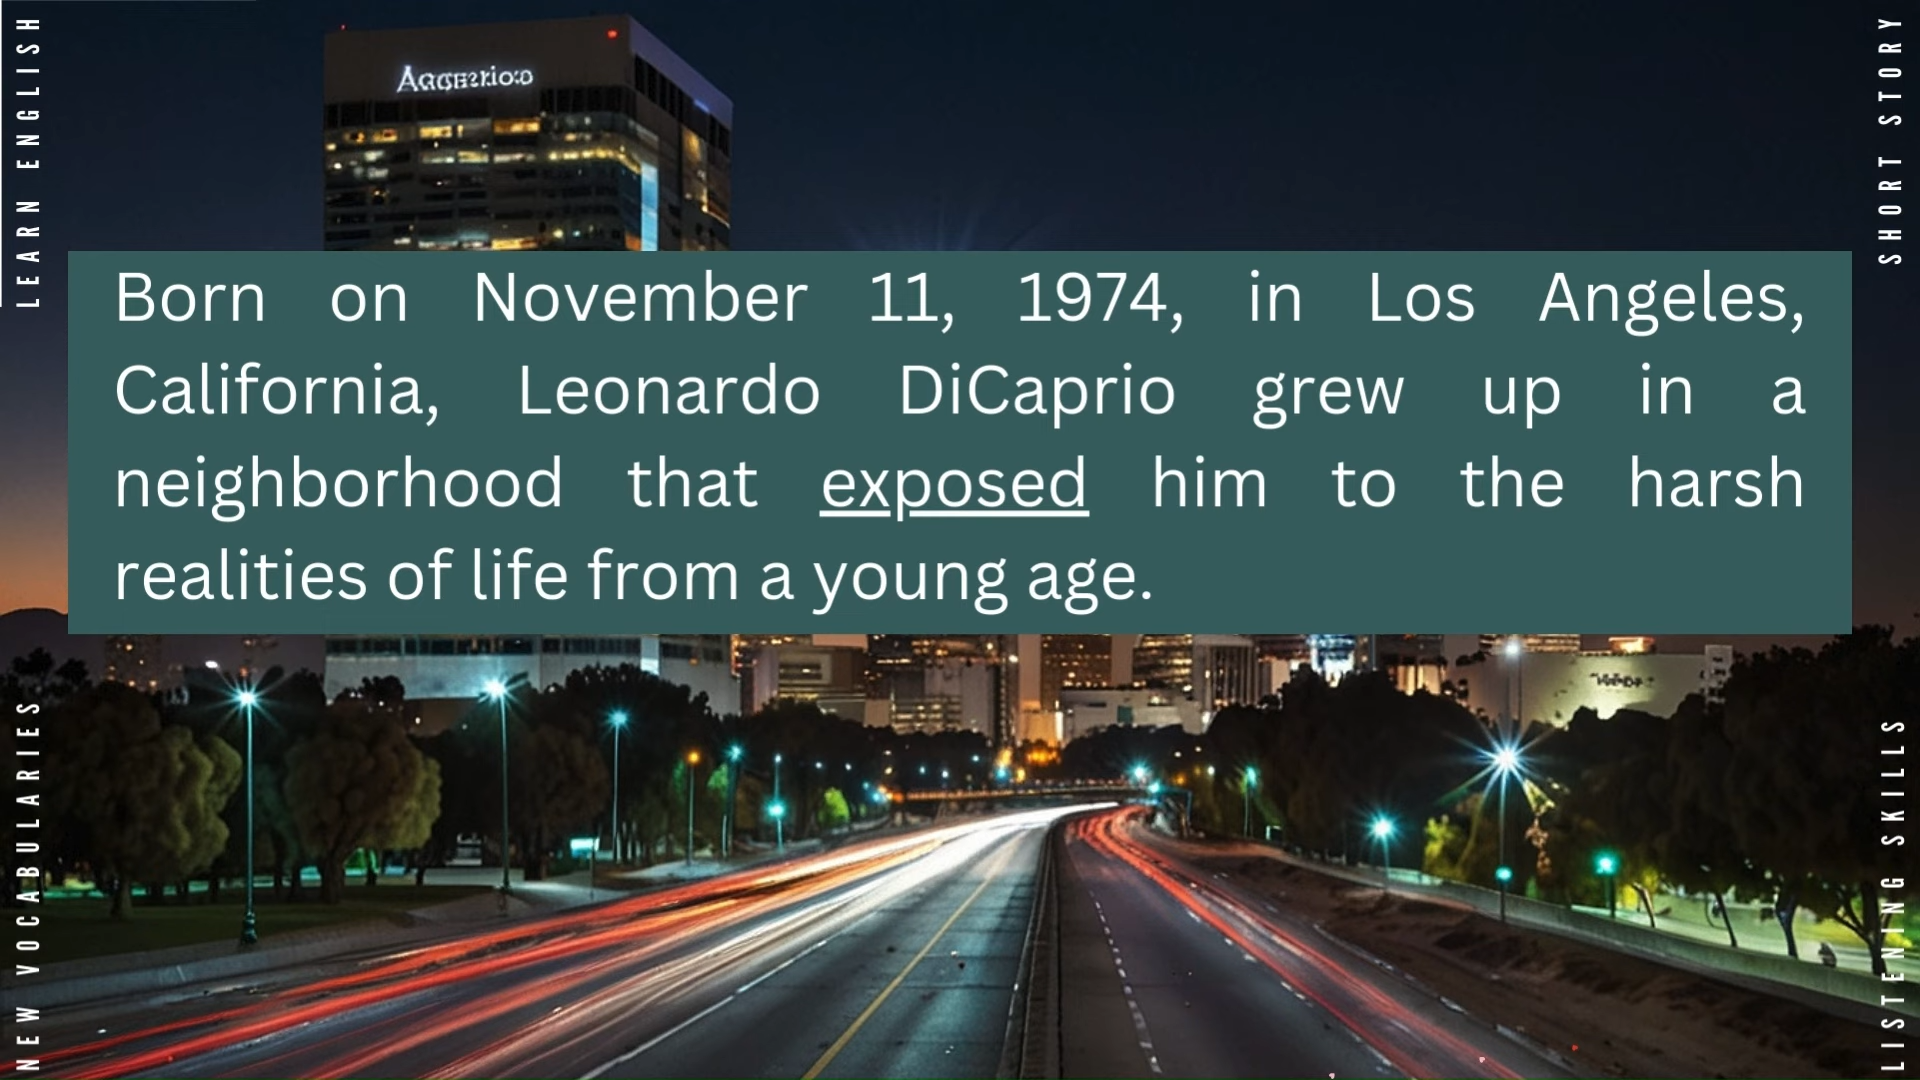 LEARN ENGLISH
SHORT STORY
Born on November 11, 1974, in Los Angeles,
California, Leonardo DiCaprio grew up in a
neighborhood that exposed him to the harsh
realities of life from a young age.
NEW VOCABULARIES
LISTENING SKILLS